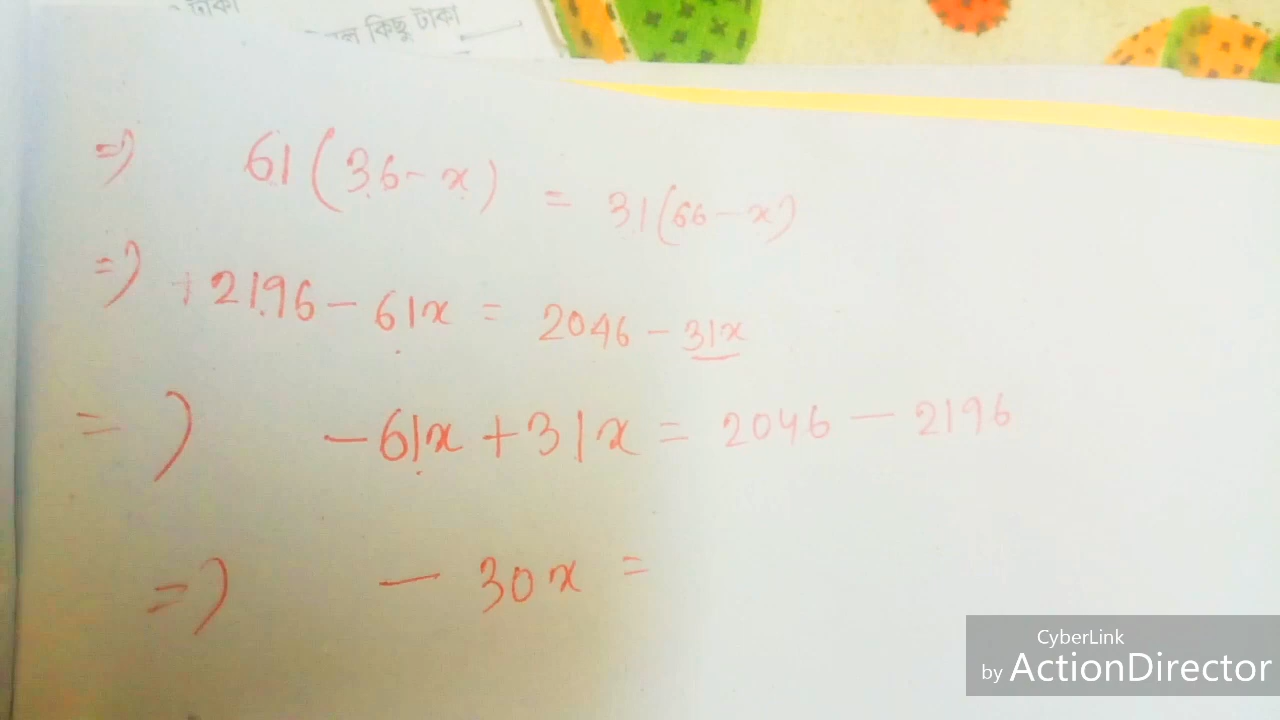 টাকা
কিছু টাকা
=> 61(36-x) = 31(66-x)
=> +2196-61x = 2046-31x
=> -61x+31x = 2046-2196
=> -30x =
CyberLink
by ActionDirector